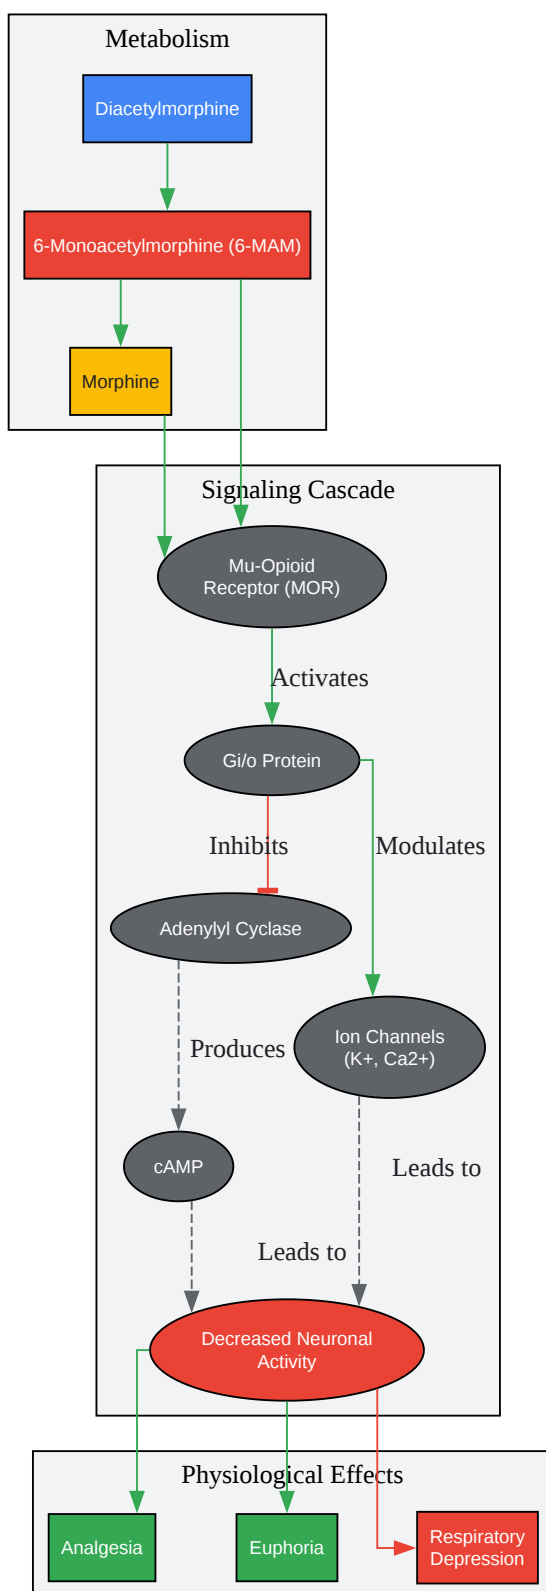 Metabolism
Diacetylmorphine
6-Monoacetylmorphine (6-MAM)
Morphine
Signaling Cascade
Mu-Opioid
Receptor (MOR)
Activates
Gi/o Protein
Inhibits
Modulates
Adenylyl Cyclase
Produces
Ion Channels
(K+, Ca2+)
cAMP
Leads to
Leads to
Decreased Neuronal
Activity
Physiological Effects
Analgesia
Euphoria
Respiratory
Depression